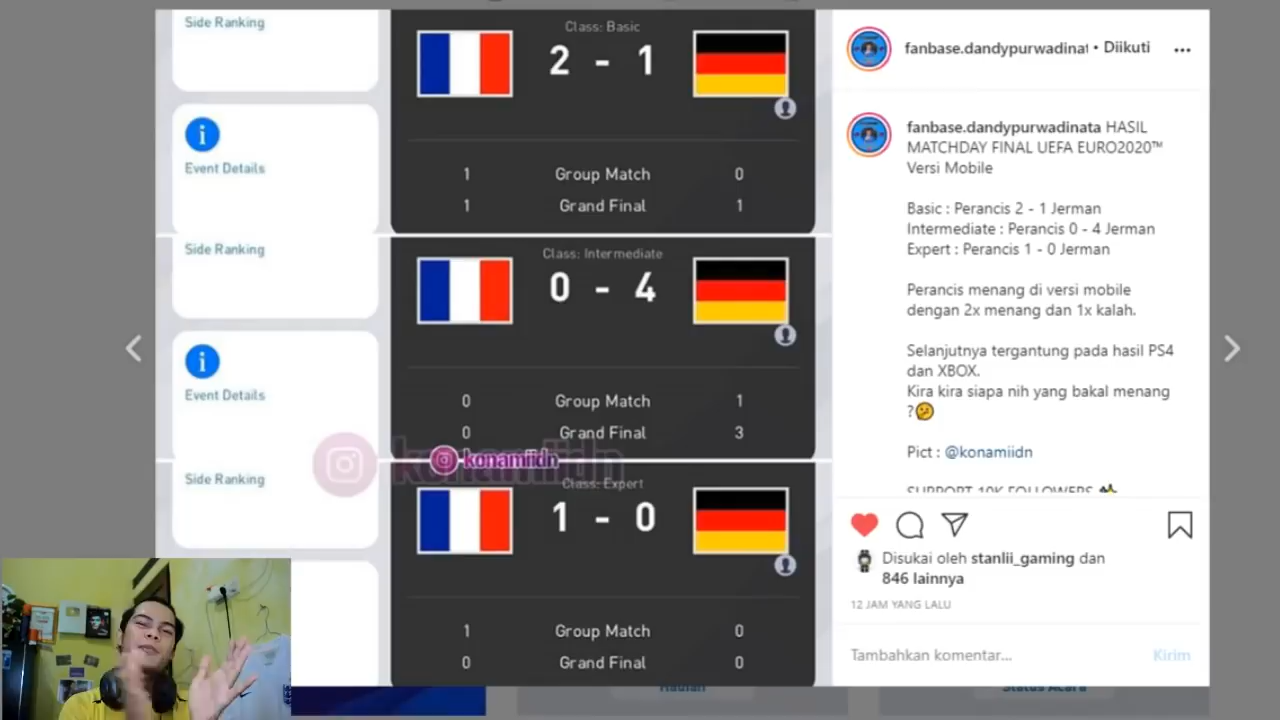 Side Ranking
Class: Basic
2 - 1
Event Details
1 Group Match 0
1 Grand Final 1
Side Ranking
Class: Intermediate
0 - 4
Event Details
0 Group Match 1
0 Grand Final 3
konamiidn
konamiidn
Side Ranking
Class: Expert
1 - 0
1 Group Match 0
0 Grand Final 0
Status Acara
fanbase.dandypurwadinat • Diikuti
fanbase.dandypurwadinata HASIL
MATCHDAY FINAL UEFA EURO2020™
Versi Mobile
Basic : Perancis 2 - 1 Jerman
Intermediate : Perancis 0 - 4 Jerman
Expert : Perancis 1 - 0 Jerman
Perancis menang di versi mobile
dengan 2x menang dan 1x kalah.
Selanjutnya tergantung pada hasil PS4
dan XBOX.
Kira kira siapa nih yang bakal menang
?🤔
Pict : @konamiidn
SUPPORT 10K FOLLOWERS
Disukai oleh stanlii_gaming dan
846 lainnya
12 JAM YANG LALU
Tambahkan komentar...
Kirim